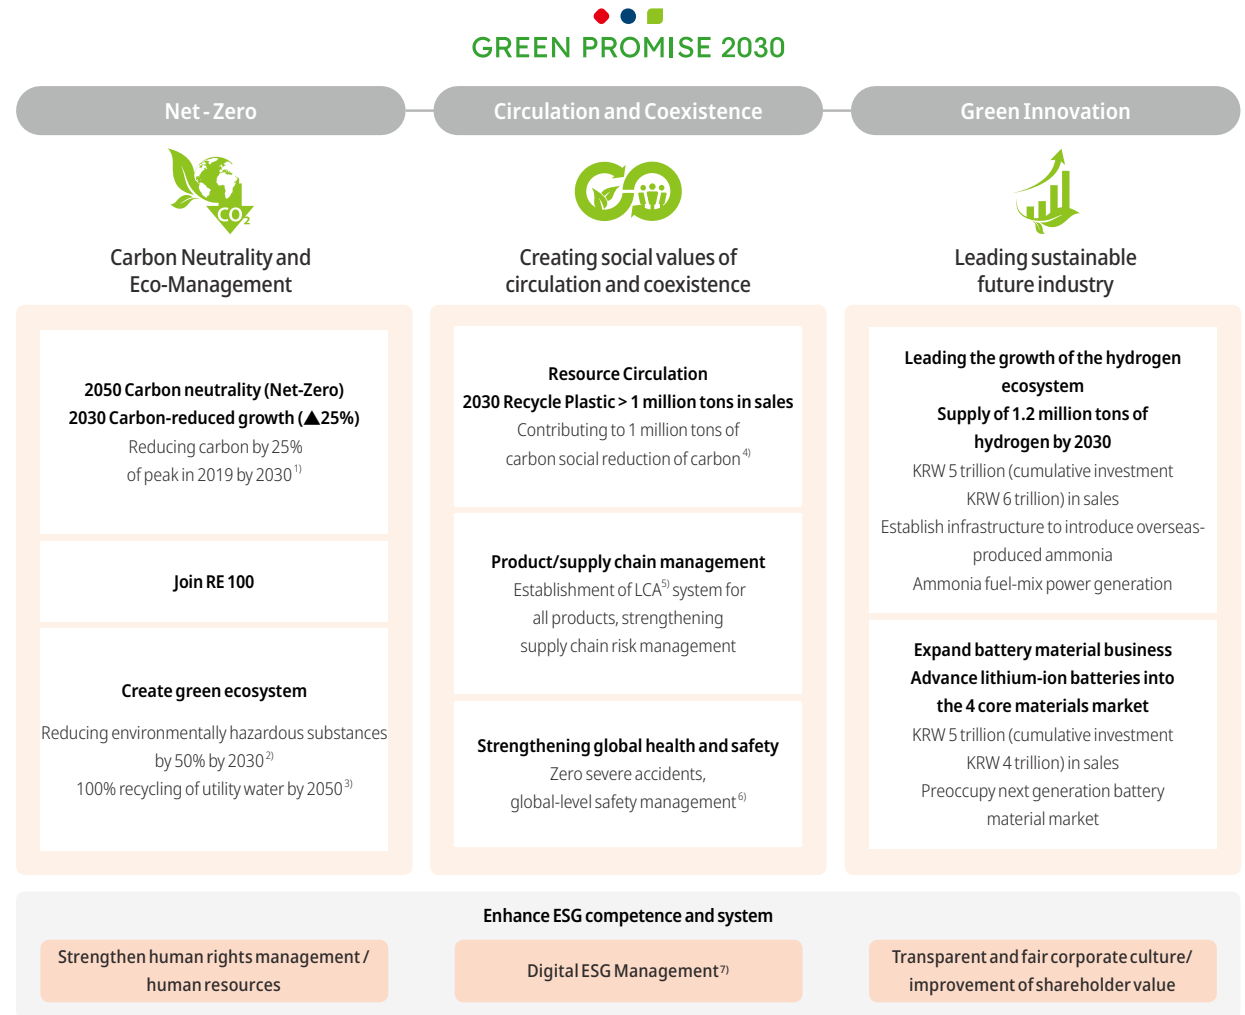 GREEN PROMISE 2030
Net - Zero
Circulation and Coexistence
Green Innovation
CO2
Carbon Neutrality and
Eco-Management
Creating social values of
circulation and coexistence
Leading sustainable
future industry
2050 Carbon neutrality (Net-Zero)
2030 Carbon-reduced growth (▲25%)
Reducing carbon by 25%
of peak in 2019 by 2030 1)
Join RE 100
Create green ecosystem
Reducing environmentally hazardous substances
by 50% by 2030 2)
100% recycling of utility water by 2050 3)
Resource Circulation
2030 Recycle Plastic > 1 million tons in sales
Contributing to 1 million tons of
carbon social reduction of carbon 4)
Product/supply chain management
Establishment of LCA5) system for
all products, strengthening
supply chain risk management
Strengthening global health and safety
Zero severe accidents,
global-level safety management 6)
Leading the growth of the hydrogen
ecosystem
Supply of 1.2 million tons of
hydrogen by 2030
KRW 5 trillion (cumulative investment
KRW 6 trillion) in sales
Establish infrastructure to introduce overseas-
produced ammonia
Ammonia fuel-mix power generation
Expand battery material business
Advance lithium-ion batteries into
the 4 core materials market
KRW 5 trillion (cumulative investment
KRW 4 trillion) in sales
Preoccupy next generation battery
material market
Enhance ESG competence and system
Strengthen human rights management /
human resources
Digital ESG Management7)
Transparent and fair corporate culture/
improvement of shareholder value